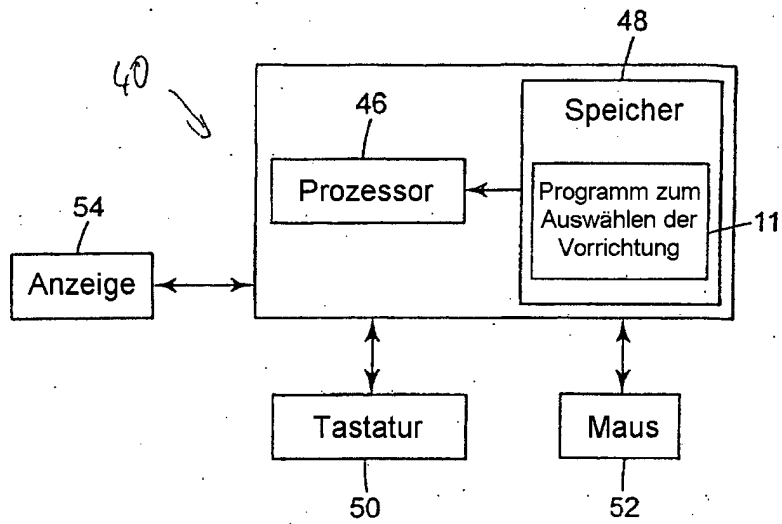 40
48
Speicher
46
Prozessor
Programm zum
Auswählen der
Vorrichtung
11
54
Anzeige
Tastatur
Maus
50
52